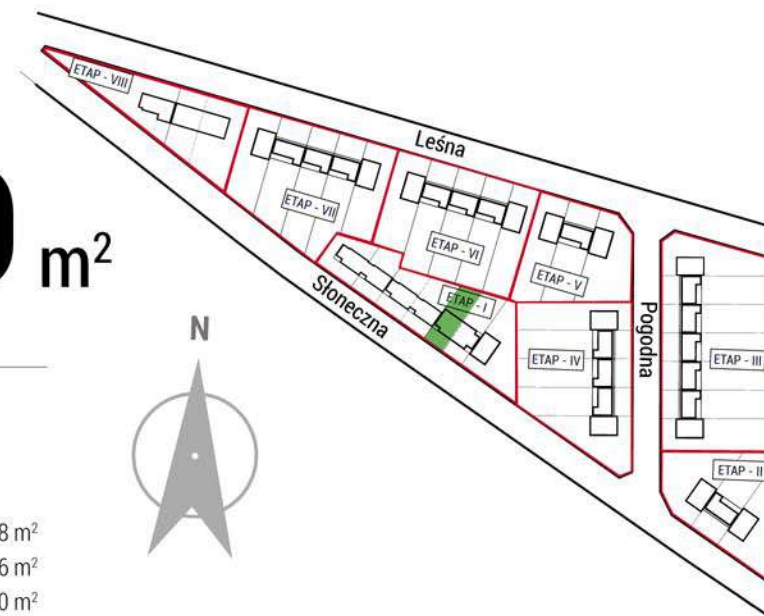 ETAP - VIII
Leśna
ETAP - VII
ETAP - VI
m²
ETAP - V
ETAP - I
Słoneczna
Pogodna
N
ETAP - IV
ETAP - III
ETAP - II
8 m²
6 m²
0 m²